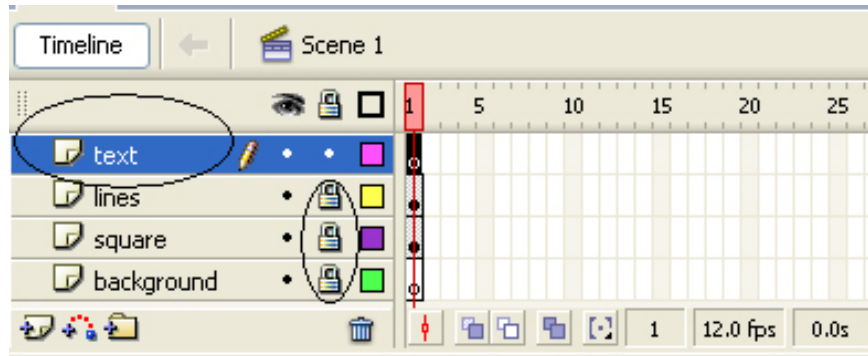 Timeline Scene 1
1 5 10 15 20 25
text
lines
square
background
1 12.0 fps 0.0s